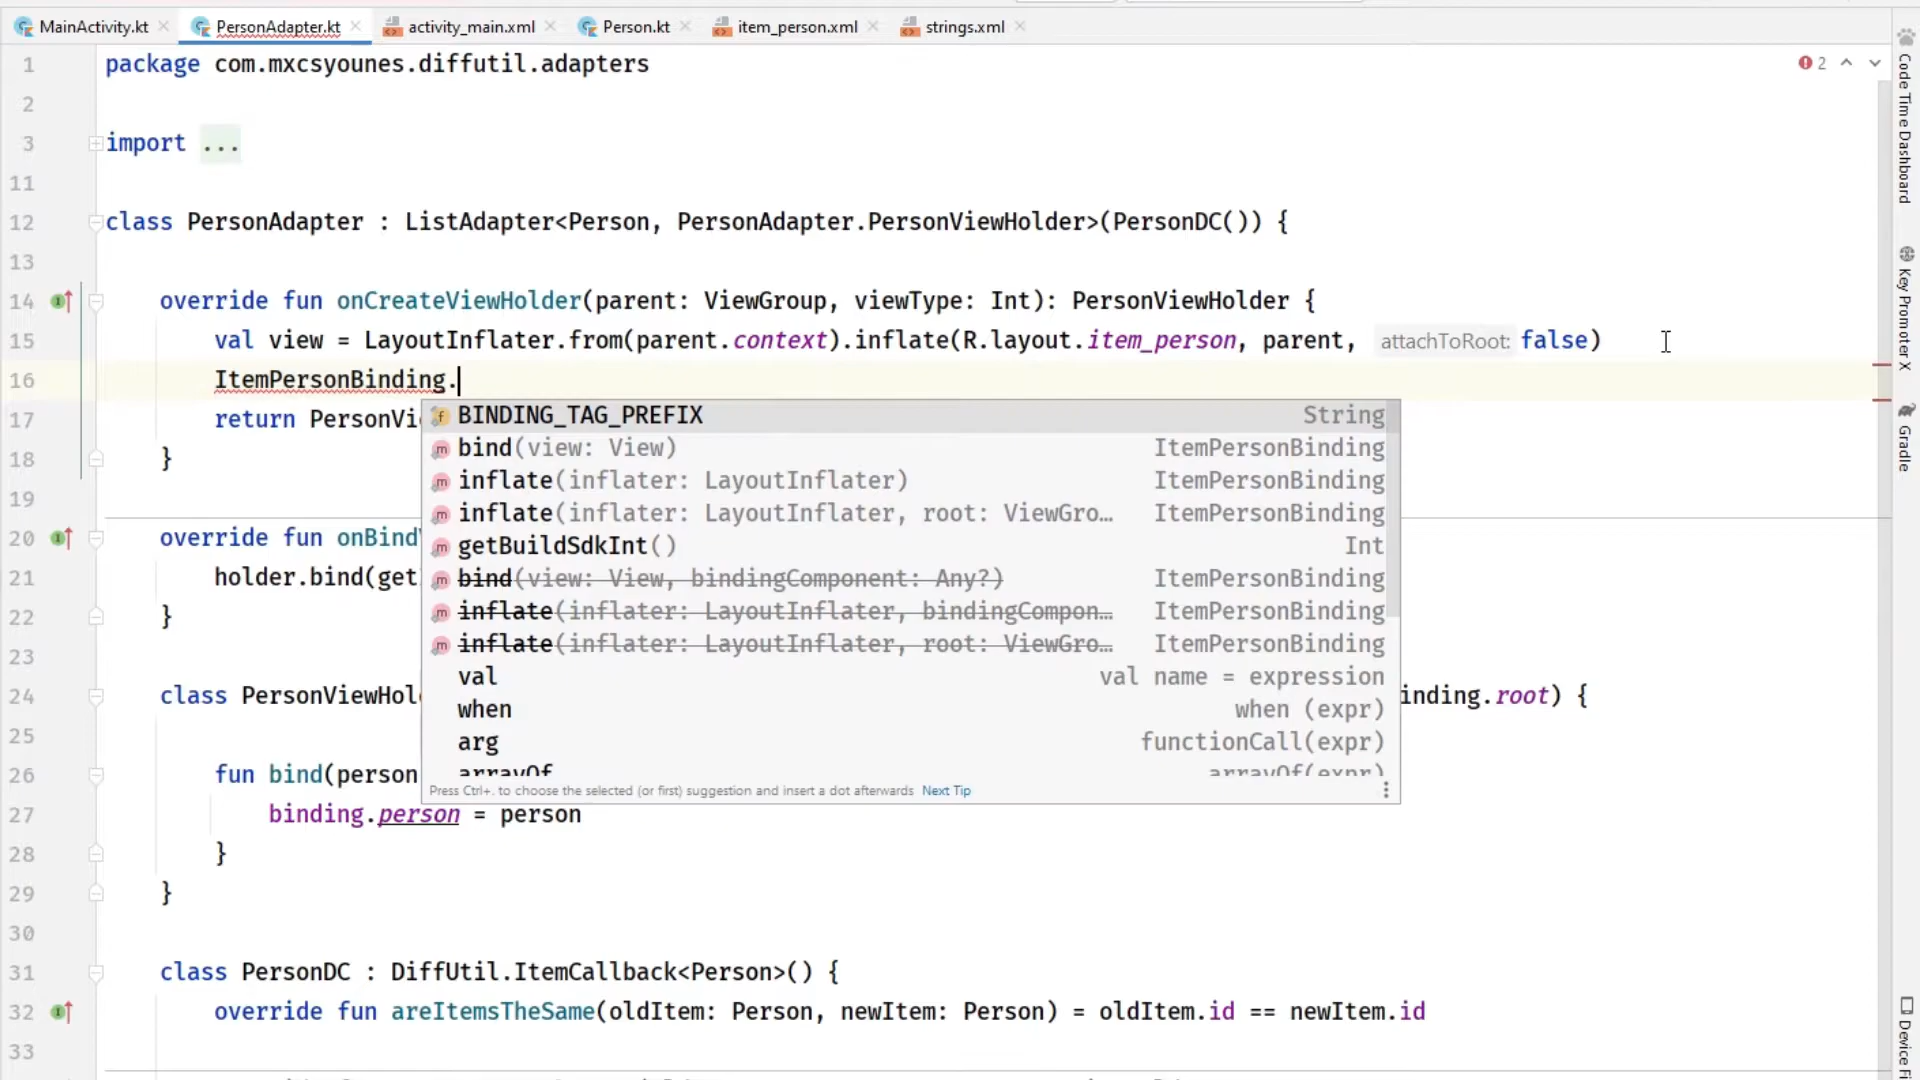 MainActivity.kt PersonAdapter.kt activity_main.xml Person.kt item_person.xml strings.xml
1 package com.mxcsyounes.diffutil.adapters
2
3 import ...
11
12 class PersonAdapter : ListAdapter<Person, PersonAdapter.PersonViewHolder>(PersonDC()) {
13
14 override fun onCreateViewHolder(parent: ViewGroup, viewType: Int): PersonViewHolder {
15 val view = LayoutInflater.from(parent.context).inflate(R.layout.item_person, parent, attachToRoot: false)
16 ItemPersonBinding.
17 return PersonVi
18 }
19
20 override fun onBind
21 holder.bind(get
22 }
23
24 class PersonViewHol inding.root) {
25
26 fun bind(person
27 binding.person = person
28 }
29 }
30
31 class PersonDC : DiffUtil.ItemCallback<Person>() {
32 override fun areItemsTheSame(oldItem: Person, newItem: Person) = oldItem.id == newItem.id
33
BINDING_TAG_PREFIX String
bind(view: View) ItemPersonBinding
inflate(inflater: LayoutInflater) ItemPersonBinding
inflate(inflater: LayoutInflater, root: ViewGro… ItemPersonBinding
getBuildSdkInt() Int
bind(view: View, bindingComponent: Any?) ItemPersonBinding
inflate(inflater: LayoutInflater, bindingCompon… ItemPersonBinding
inflate(inflater: LayoutInflater, root: ViewGro… ItemPersonBinding
val val name = expression
when when (expr)
arg functionCall(expr)
arrayOf arrayOf(expr)
Press Ctrl+. to choose the selected (or first) suggestion and insert a dot afterwards Next Tip
2
Code Time Dashboard
Key Promoter X
Gradle
Device Fi